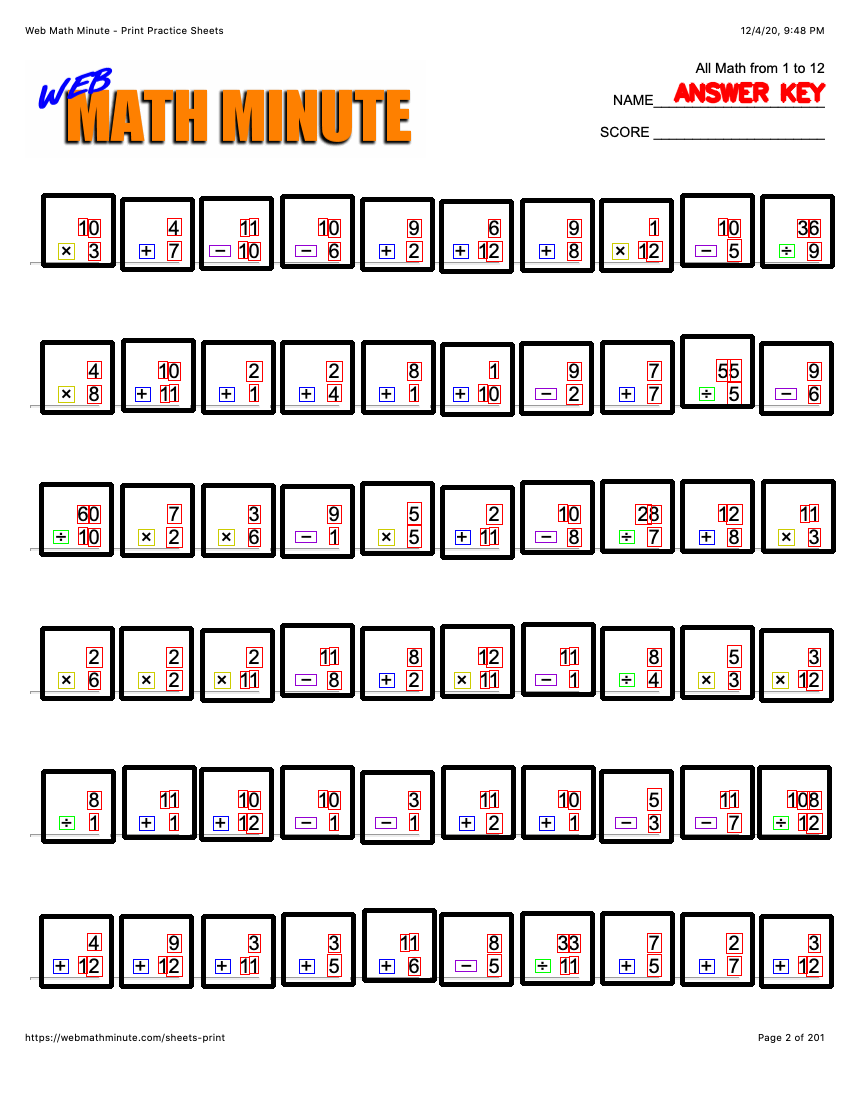 Web Math Minute - Print Practice Sheets 12/4/20, 9:48 PM
WEB
MATH MINUTE
All Math from 1 to 12
NAME ANSWER KEY
SCORE
10 4 11 10 9 6 9 1 10 36
× 3 + 7 − 10 − 6 + 2 + 12 + 8 × 12 − 5 ÷ 9
4 10 2 2 8 1 9 7 55 9
× 8 + 11 + 1 + 4 + 1 + 10 − 2 + 7 ÷ 5 − 6
60 7 3 9 5 2 10 28 12 11
÷ 10 × 2 × 6 − 1 × 5 + 11 − 8 ÷ 7 + 8 × 3
2 2 2 11 8 12 11 8 5 3
× 6 × 2 × 11 − 8 + 2 × 11 − 1 ÷ 4 × 3 × 12
8 11 10 10 3 11 10 5 11 108
÷ 1 + 1 + 12 − 1 − 1 + 2 + 1 − 3 − 7 ÷ 12
4 9 3 3 11 8 33 7 2 3
+ 12 + 12 + 11 + 5 + 6 − 5 ÷ 11 + 5 + 7 + 12
https://webmathminute.com/sheets-print Page 2 of 201